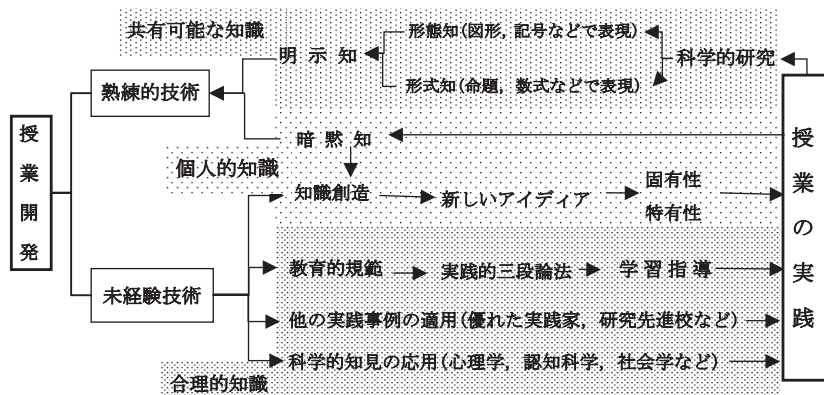 共有可能な知識
明示知
形態知(図形, 記号などで表現)
形式知(命題, 数式などで表現)
科学的研究
熟練的技術
授業開発
暗黙知
個人的知識
知識創造
新しいアイディア
固有性
特有性
授業の実践
未経験技術
教育的規範
実践的三段論法
学習指導
他の実践事例の適用(優れた実践家, 研究先進校など)
科学的知見の応用(心理学, 認知科学, 社会学など)
合理的知識